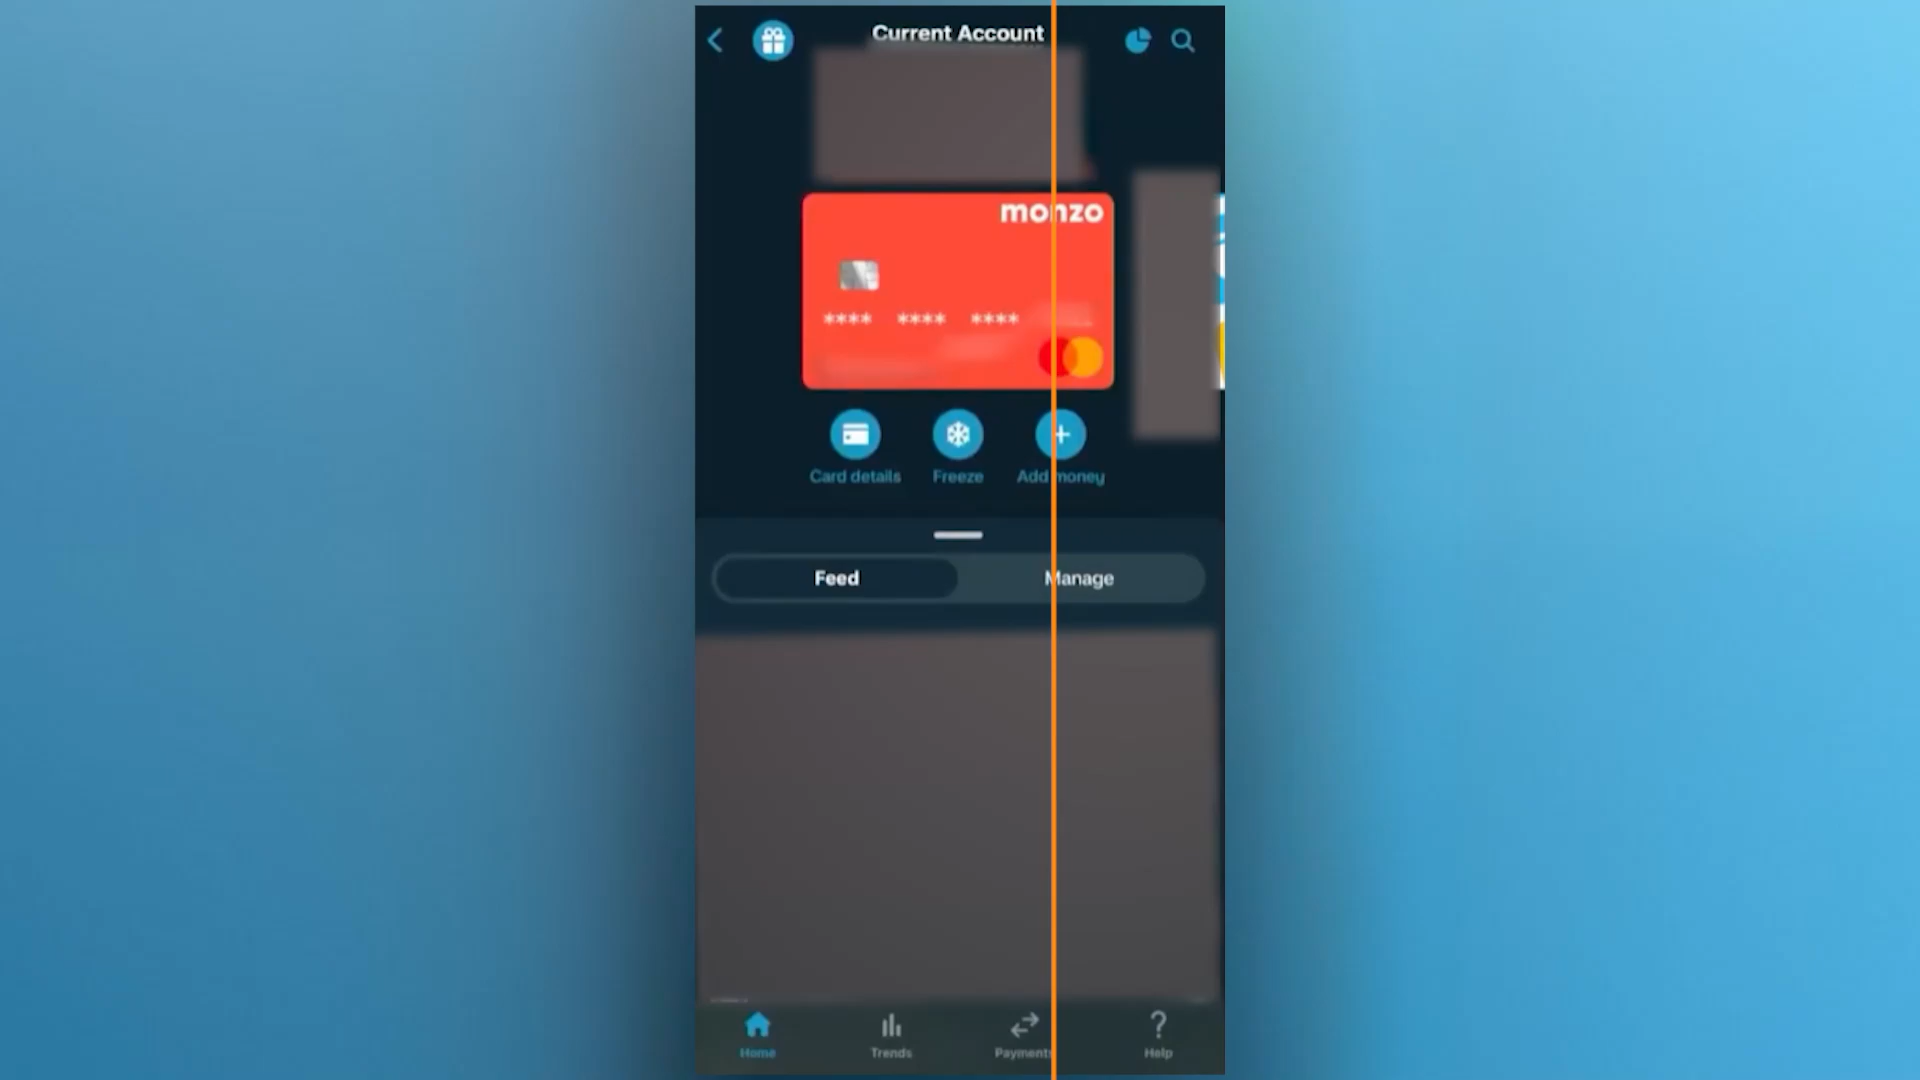 Current Account
monzo
**** **** ****
Card details Freeze Add money
Feed Manage
Home Trends Payments Help